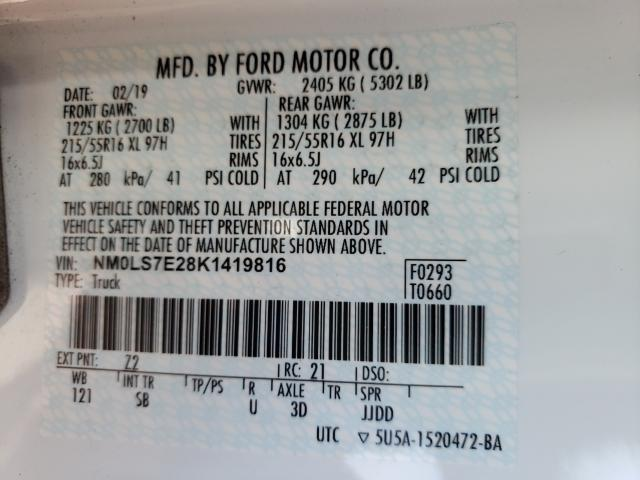 MFD. BY FORD MOTOR CO.
DATE: 02/19 GVWR: 2405 KG ( 5302 LB)
FRONT GAWR: REAR GAWR:
1225 KG ( 2700 LB) WITH 1304 KG ( 2875 LB) WITH
215/55R16 XL 97H TIRES 215/55R16 XL 97H TIRES
16x6.5J RIMS 16x6.5J RIMS
AT 280 kPa/ 41 PSI COLD AT 290 kPa/ 42 PSI COLD
THIS VEHICLE CONFORMS TO ALL APPLICABLE FEDERAL MOTOR
VEHICLE SAFETY AND THEFT PREVENTION STANDARDS IN
EFFECT ON THE DATE OF MANUFACTURE SHOWN ABOVE.
VIN: NM0LS7E28K1419816 F0293
TYPE: Truck T0660
EXT PNT: Z2 RC: 21 DSO:
WB INT TR TP/PS R AXLE TR SPR
121 SB U 3D JJDD
UTC ▽ 5U5A-1520472-BA